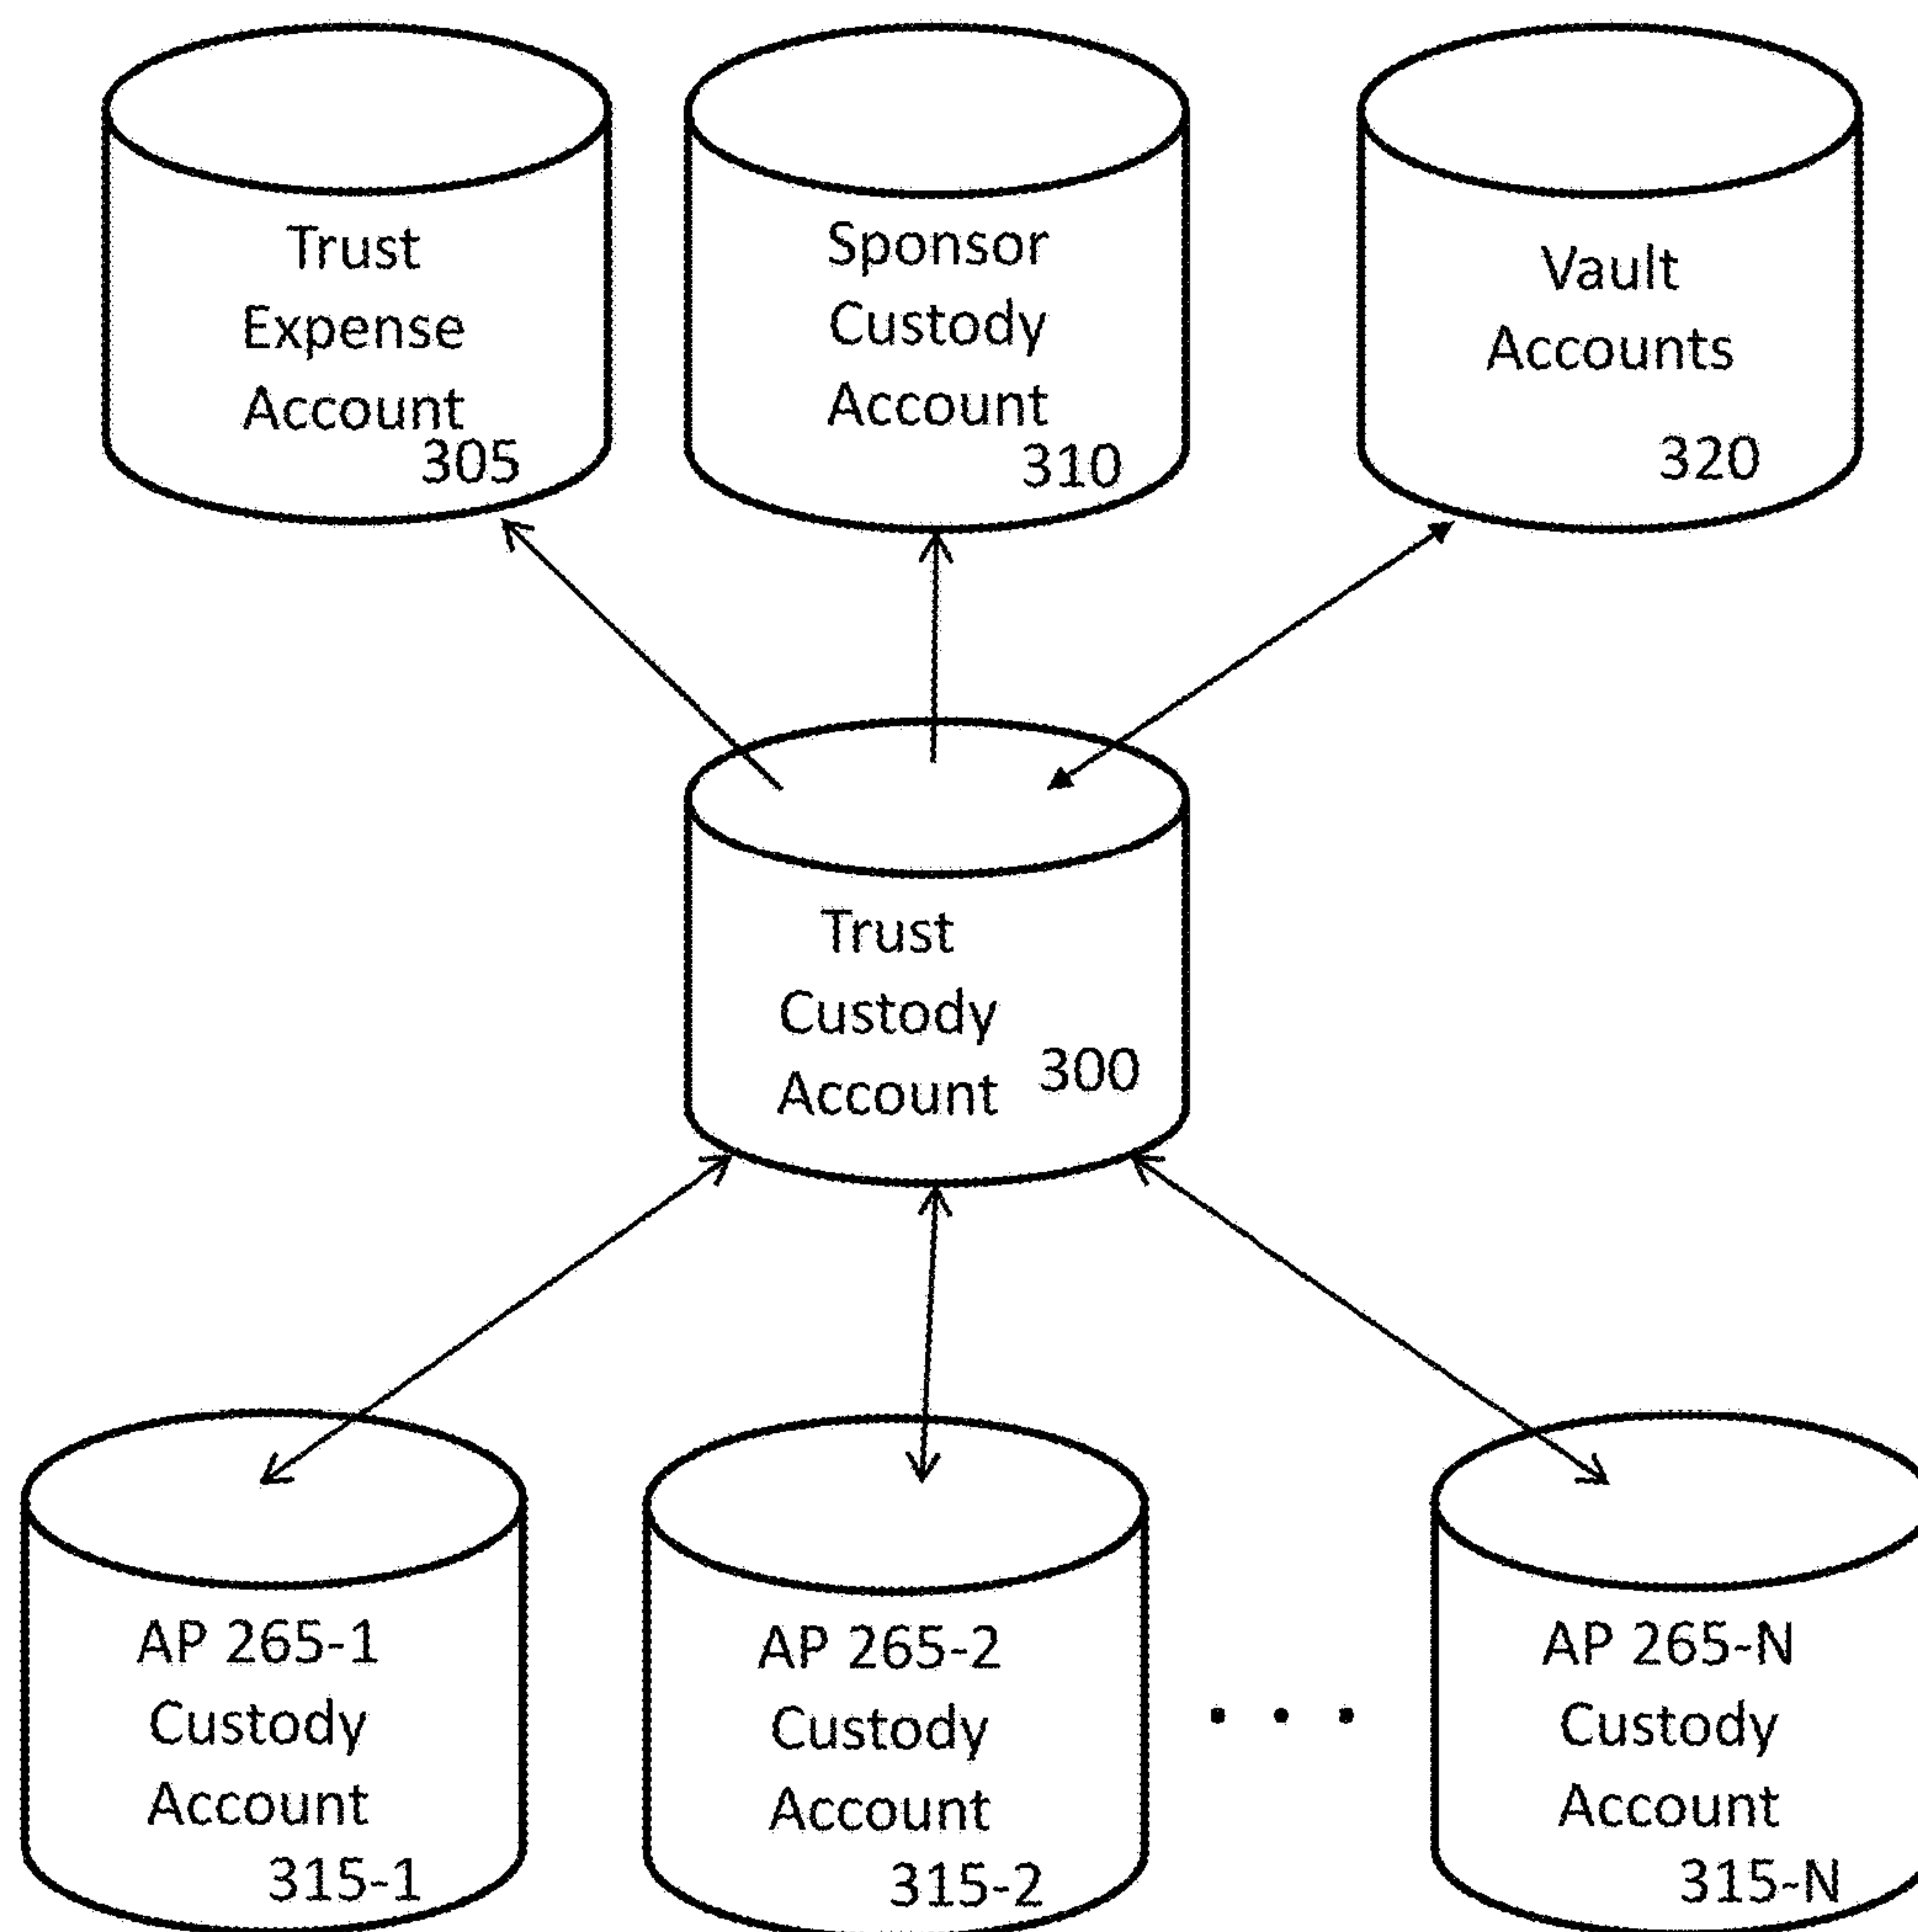 Trust
Expense
Account
305
Sponsor
Custody
Account
310
Vault
Accounts
320
Trust
Custody
Account 300
AP 265-1
Custody
Account
315-1
AP 265-2
Custody
Account
315-2
. . .
AP 265-N
Custody
Account
315-N